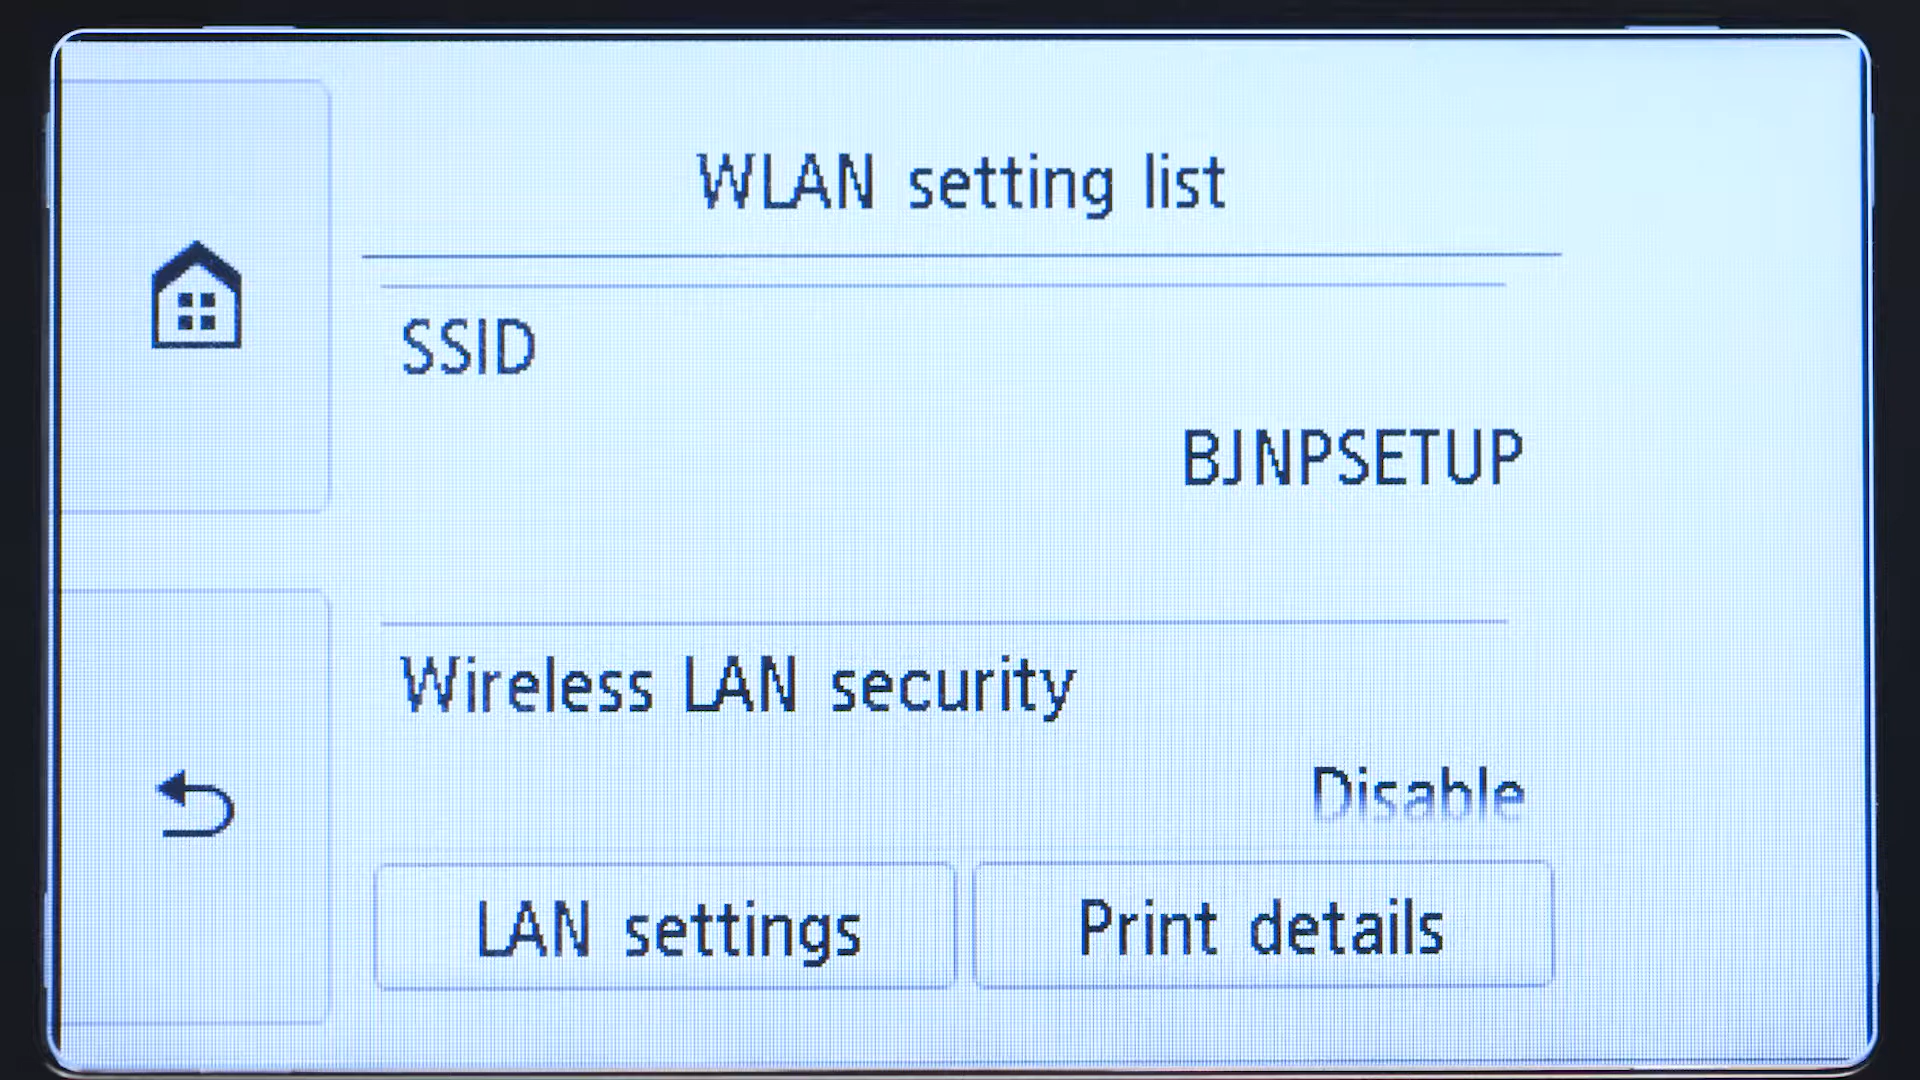 WLAN setting list
SSID
BJNPSETUP
Wireless LAN security
Disable
LAN settings
Print details